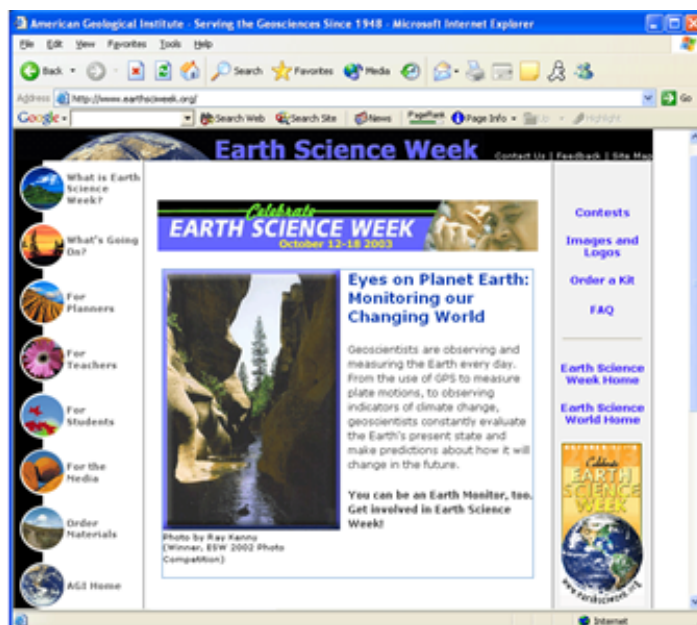 American Geological Institute - Serving the Geosciences Since 1948 - Microsoft Internet Explorer
File Edit View Favorites Tools Help
Back Search Favorites Media
Address http://www.earthsciweek.org/ Go
Google Search Web Search Site News PageRank Page Info Up Highlight
Earth Science Week
Contact Us | Feedback | Site Map
What is Earth
Science
Week?
What's Going
On?
For
Planners
For
Teachers
For
Students
For the
Media
Order
Materials
AGI Home
Celebrate
EARTH SCIENCE WEEK
October 12-18 2003
Eyes on Planet Earth:
Monitoring our
Changing World
Geoscientists are observing and
measuring the Earth every day.
From the use of GPS to measure
plate motions, to observing
indicators of climate change,
geoscientists constantly evaluate
the Earth's present state and
make predictions about how it will
change in the future.
You can be an Earth Monitor, too.
Get involved in Earth Science
Week!
Photo by Ray Kenny
(Winner, ESW 2002 Photo
Competition)
Contests
Images and
Logos
Order a Kit
FAQ
Earth Science
Week Home
Earth Science
World Home
Celebrate
EARTH
SCIENCE
WEEK
www.earthsciweek.org
Internet